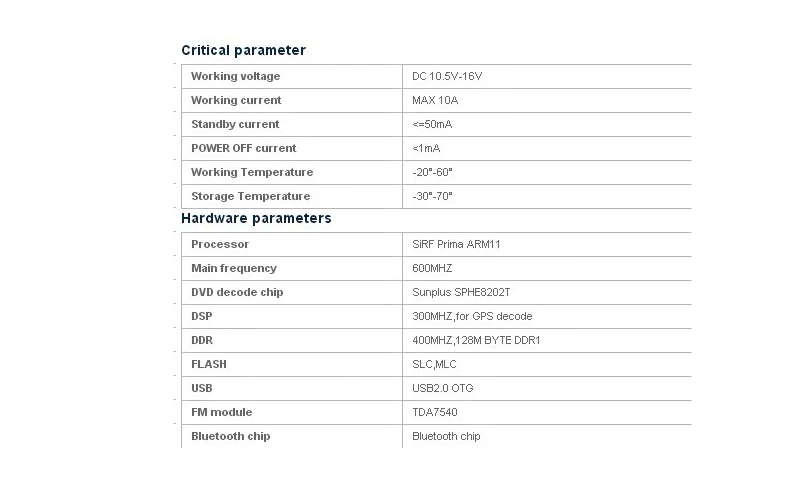 Critical parameter
Working voltage DC 10.5V-16V
Working current MAX 10A
Standby current <=50mA
POWER OFF current <1mA
Working Temperature -20°-60°
Storage Temperature -30°-70°
Hardware parameters
Processor SiRF Prima ARM11
Main frequency 600MHZ
DVD decode chip Sunplus SPHE8202T
DSP 300MHZ,for GPS decode
DDR 400MHZ,128M BYTE DDR1
FLASH SLC,MLC
USB USB2.0 OTG
FM module TDA7540
Bluetooth chip Bluetooth chip